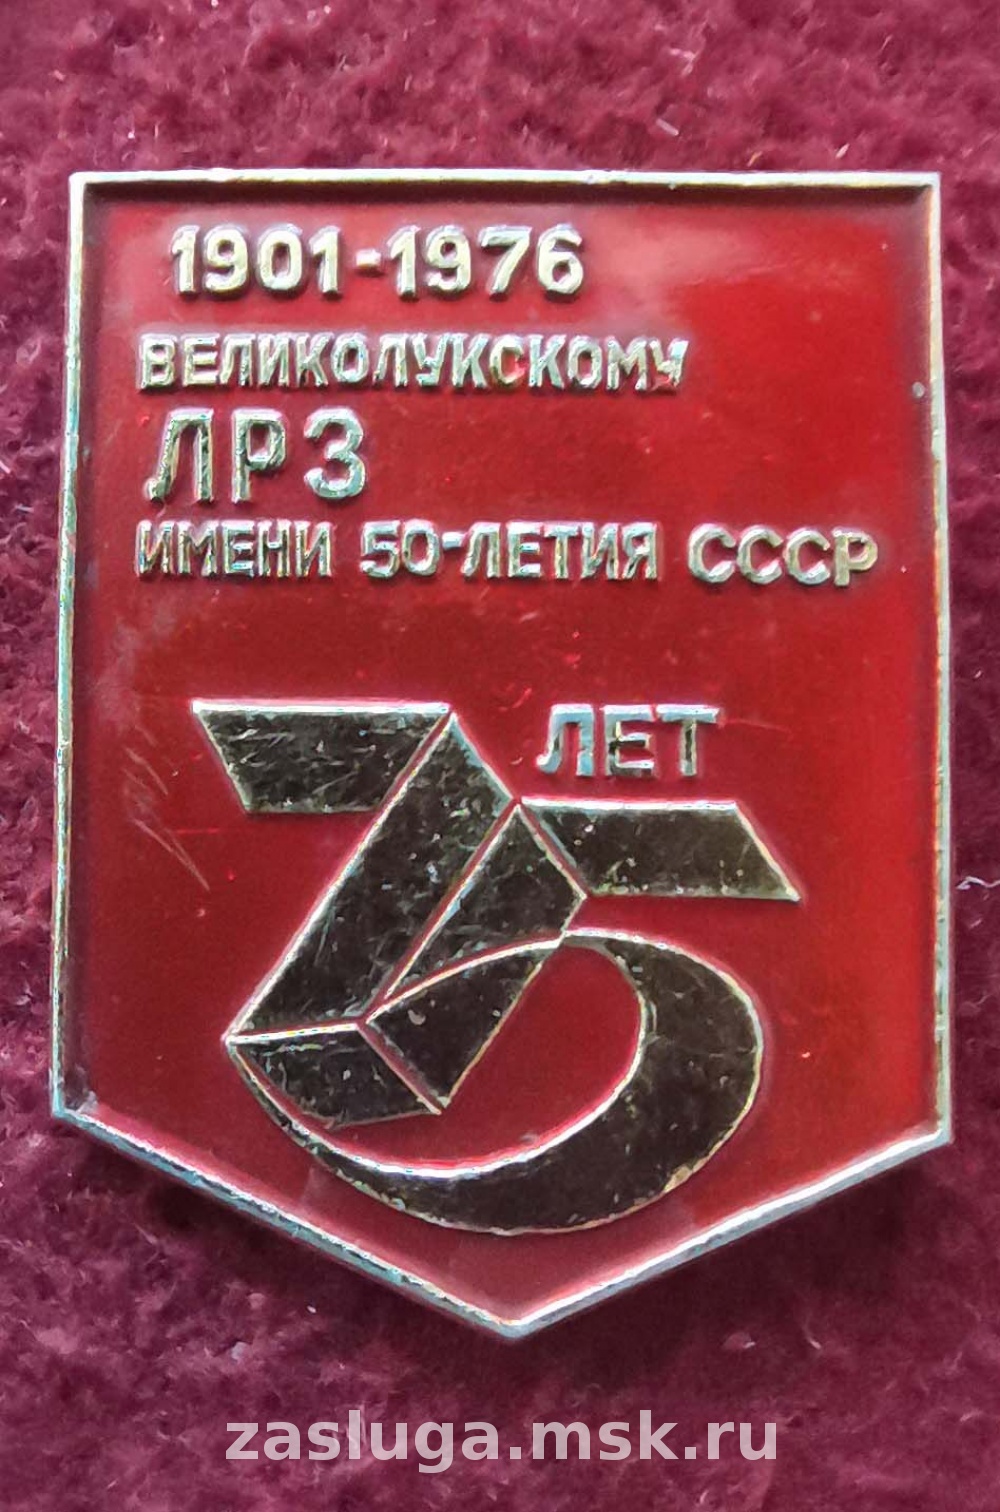 1901-1976
ВЕЛИКОЛУКСКОМУ
ЛРЗ
ИМЕНИ 50-ЛЕТИЯ СССР
ЛЕТ
75
zasluga.msk.ru